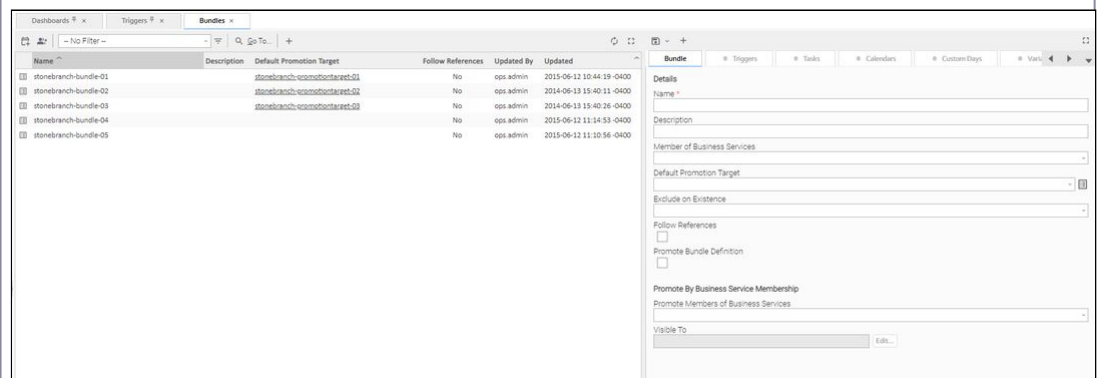 Dashboards × Triggers × Bundles ×
-- No Filter -- Go To...
Name Description Default Promotion Target Follow References Updated By Updated
stonebranch-bundle-01 stonebranch-promotiontarget-01 No ops.admin 2015-06-12 10:44:19 -0400
stonebranch-bundle-02 stonebranch-promotiontarget-02 No ops.admin 2014-06-13 15:40:11 -0400
stonebranch-bundle-03 stonebranch-promotiontarget-03 No ops.admin 2014-06-13 15:40:26 -0400
stonebranch-bundle-04 No ops.admin 2015-06-12 11:14:53 -0400
stonebranch-bundle-05 No ops.admin 2015-06-12 11:10:56 -0400
Bundle Triggers Tasks Calendars Custom Days
Details
Name *
Description
Member of Business Services
Default Promotion Target
Exclude on Existence
Follow References
Promote Bundle Definition
Promote By Business Service Membership
Promote Members of Business Services
Visible To
Edit...